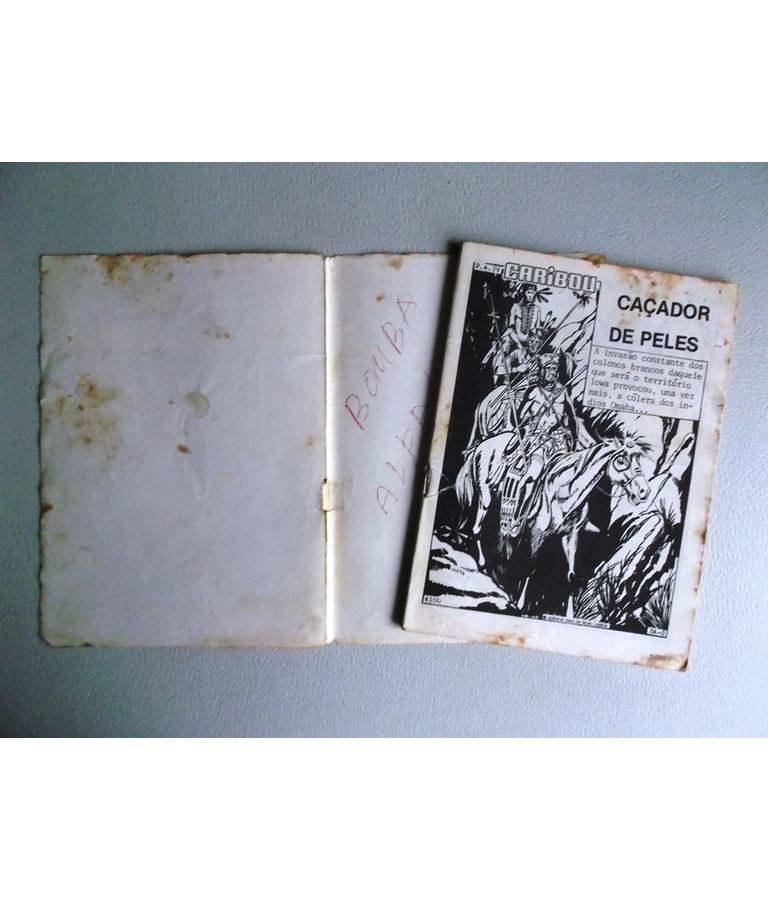 BOMBA
CARIBOU
CAÇADOR
DE PELES
A invasão constante dos
colonos brancos daquele
que será o território
Iowa provocou, uma vez
mais, a cólera dos ín-
dios Omaha...